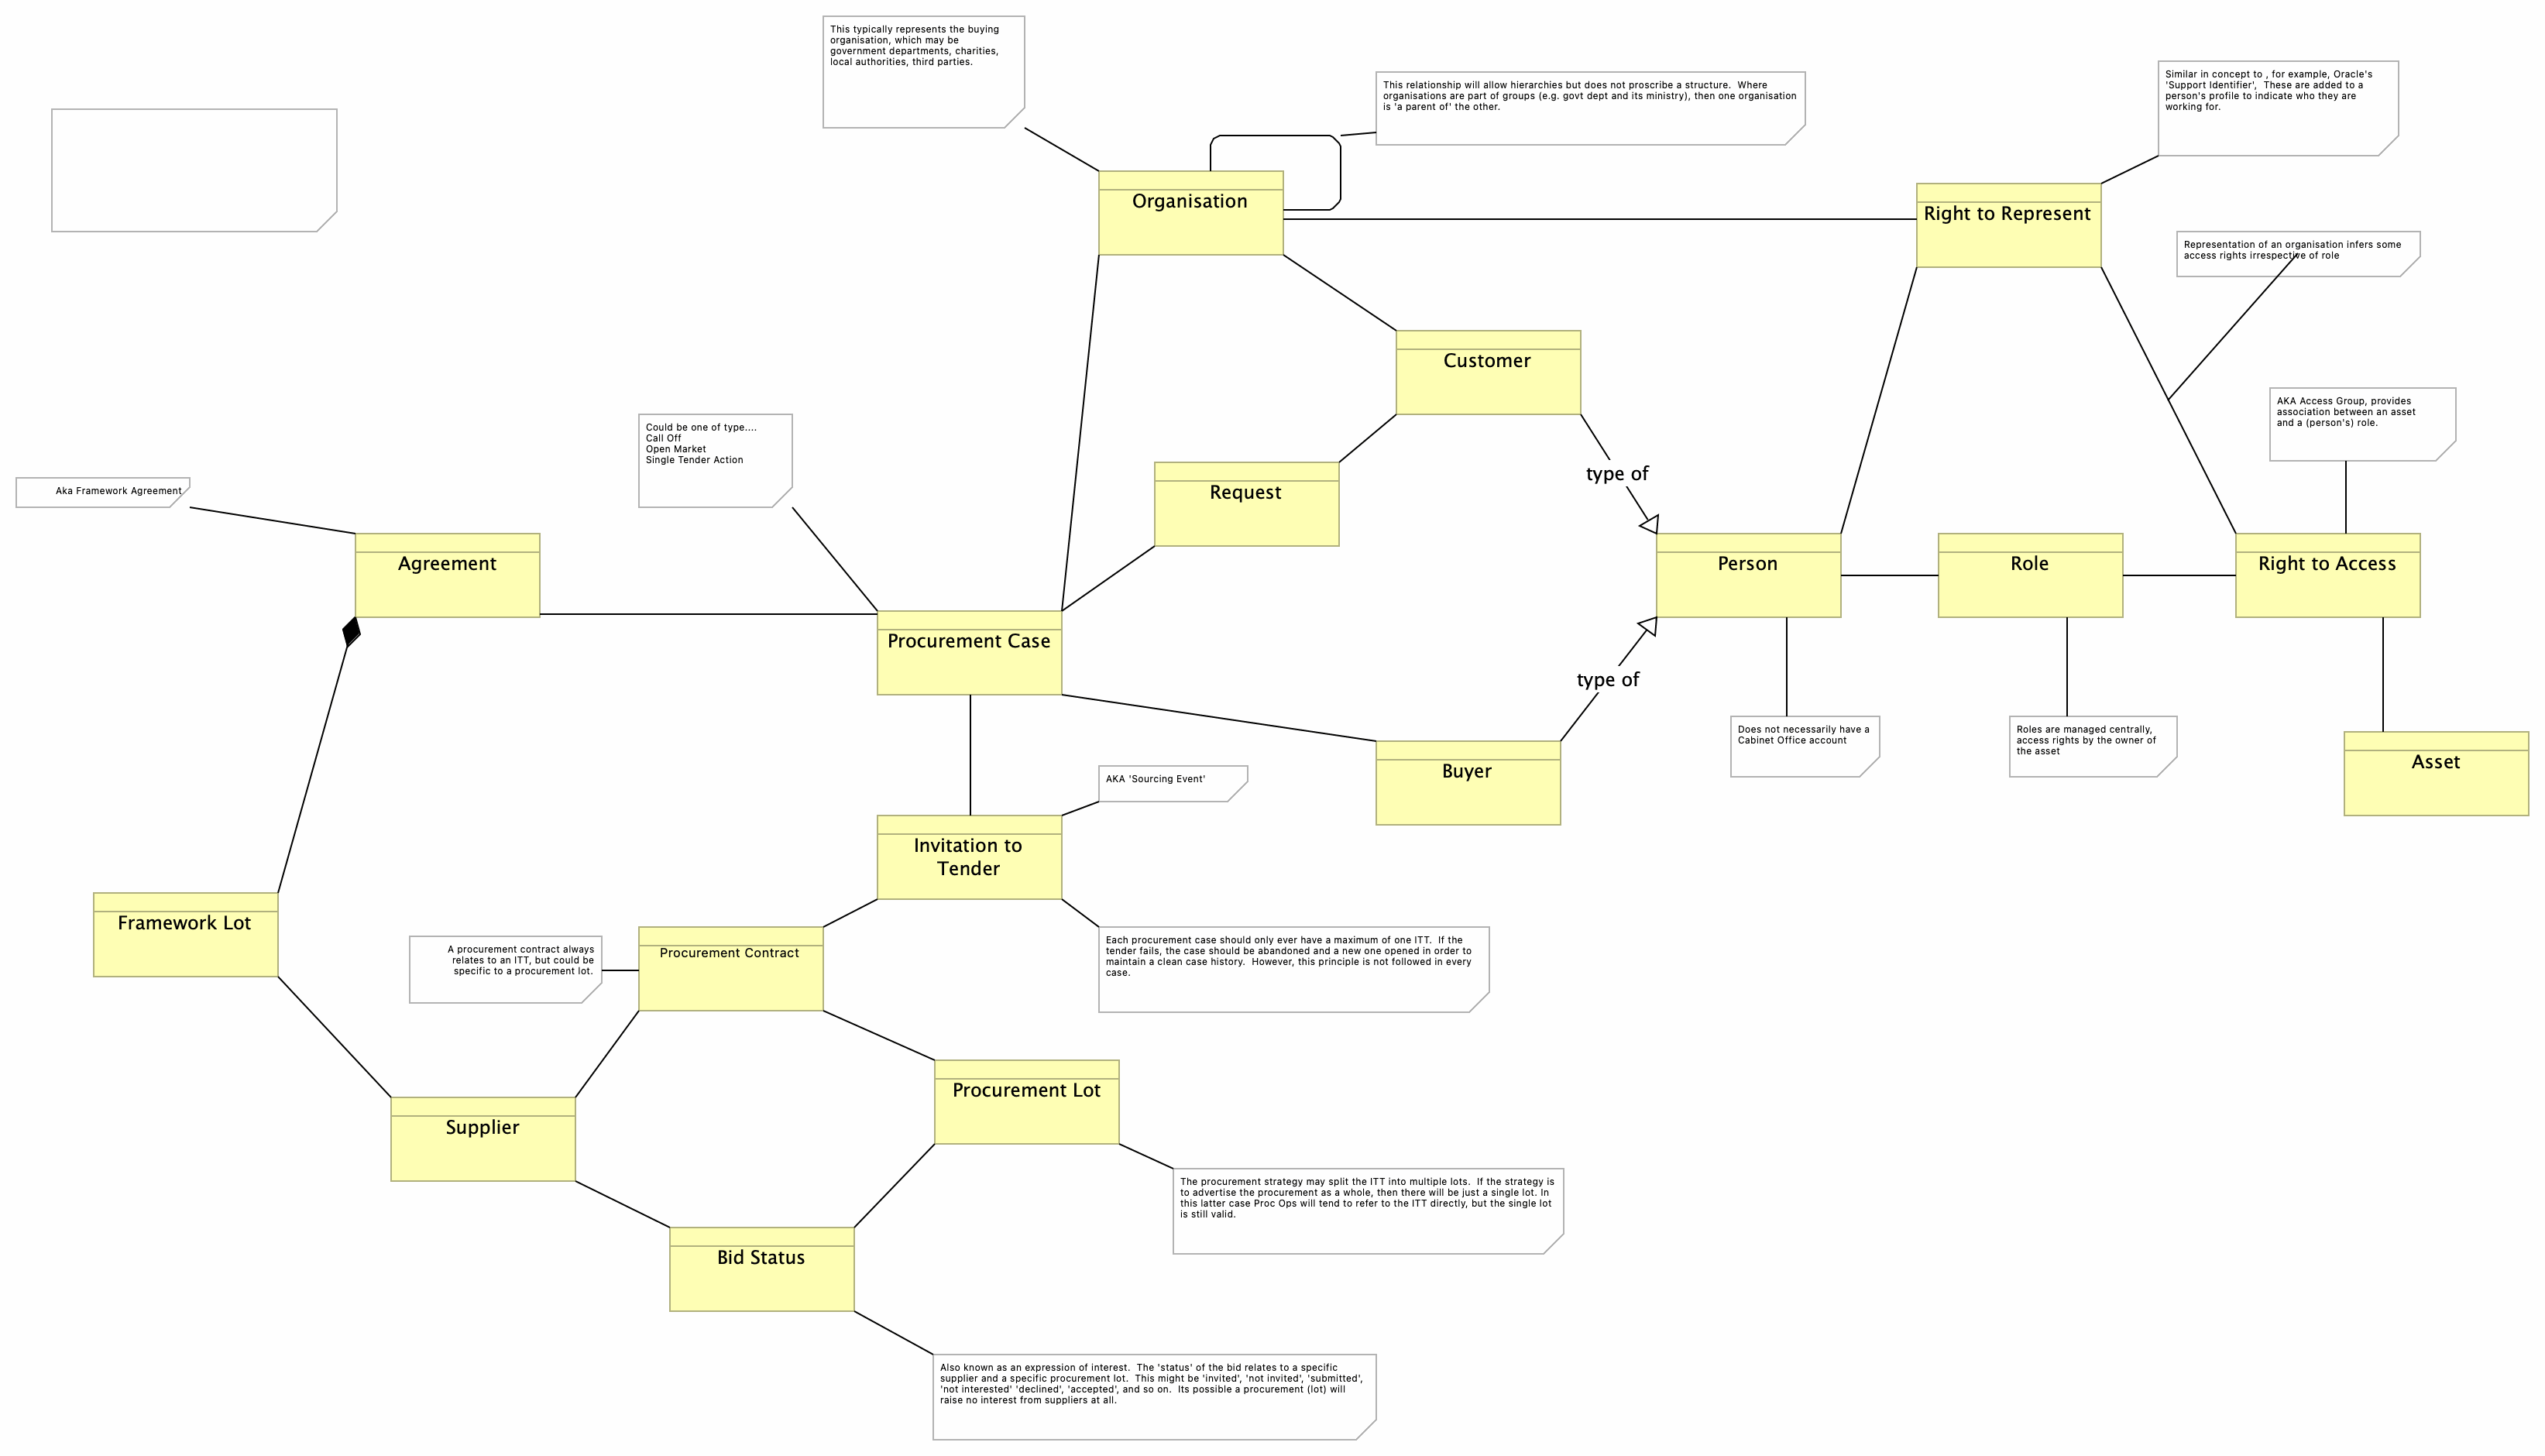 This typically represents the buying
organisation, which may be
government departments, charities,
local authorities, third parties.
This relationship will allow hierarchies but does not proscribe a structure.  Where
organisations are part of groups (e.g. govt dept and its ministry), then one organisation
is 'a parent of' the other.
Similar in concept to , for example, Oracle's
'Support Identifier',  These are added to a
person's profile to indicate who they are
working for.
Organisation
Right to Represent
Representation of an organisation infers some
access rights irrespective of role
Customer
AKA Access Group, provides
association between an asset
and a (person's) role.
Could be one of type....
Call Off
Open Market
Single Tender Action
type of
Aka Framework Agreement
Request
Agreement
Person
Role
Right to Access
Procurement Case
type of
Does not necessarily have a
Cabinet Office account
Roles are managed centrally,
access rights by the owner of
the asset
Buyer
Asset
AKA 'Sourcing Event'
Invitation to
Tender
Framework Lot
A procurement contract always
relates to an ITT, but could be
specific to a procurement lot.
Procurement Contract
Each procurement case should only ever have a maximum of one ITT.  If the
tender fails, the case should be abandoned and a new one opened in order to
maintain a clean case history.  However, this principle is not followed in every
case.
Procurement Lot
Supplier
The procurement strategy may split the ITT into multiple lots.  If the strategy is
to advertise the procurement as a whole, then there will be just a single lot. In
this latter case Proc Ops will tend to refer to the ITT directly, but the single lot
is still valid.
Bid Status
Also known as an expression of interest.  The 'status' of the bid relates to a specific
supplier and a specific procurement lot.  This might be 'invited', 'not invited', 'submitted',
'not interested' 'declined', 'accepted', and so on.  Its possible a procurement (lot) will
raise no interest from suppliers at all.